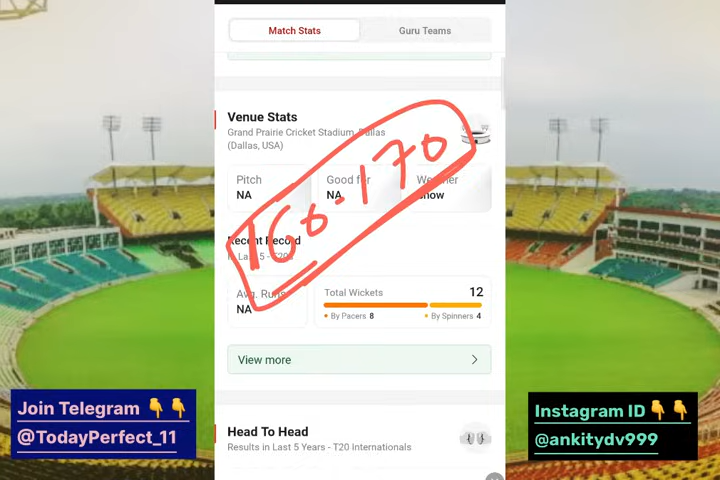 Match Stats
Guru Teams
Venue Stats
Grand Prairie Cricket Stadium, Dallas
(Dallas, USA)
Pitch
Good for
NA
NA
160-170
Recent Record
Avg. Runs
NA
Total Wickets
12
By Pacers 8
By Spinners 4
View more
Head To Head
Results in Last 5 Years - T20 Internationals
Join Telegram 👇👇
@TodayPerfect_11
Instagram ID 👇👇
@ankitydv999